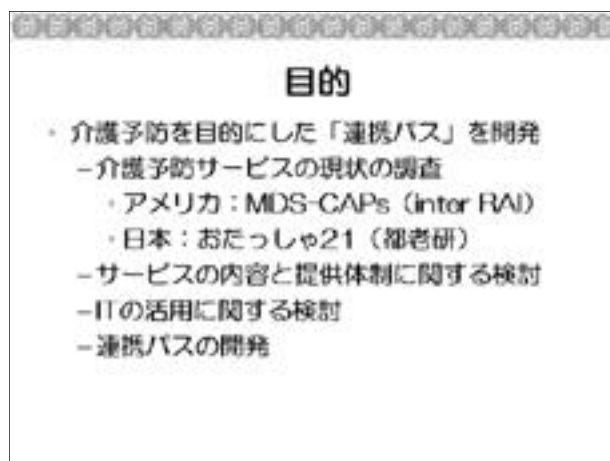 目的
・介護予防を目的にした「連携パス」を開発
－介護予防サービスの現状の調査
・アメリカ：MDS-CAPs（inter RAI）
・日本：おたっしゃ21（都老研）
－サービスの内容と提供体制に関する検討
－ITの活用に関する検討
－連携パスの開発